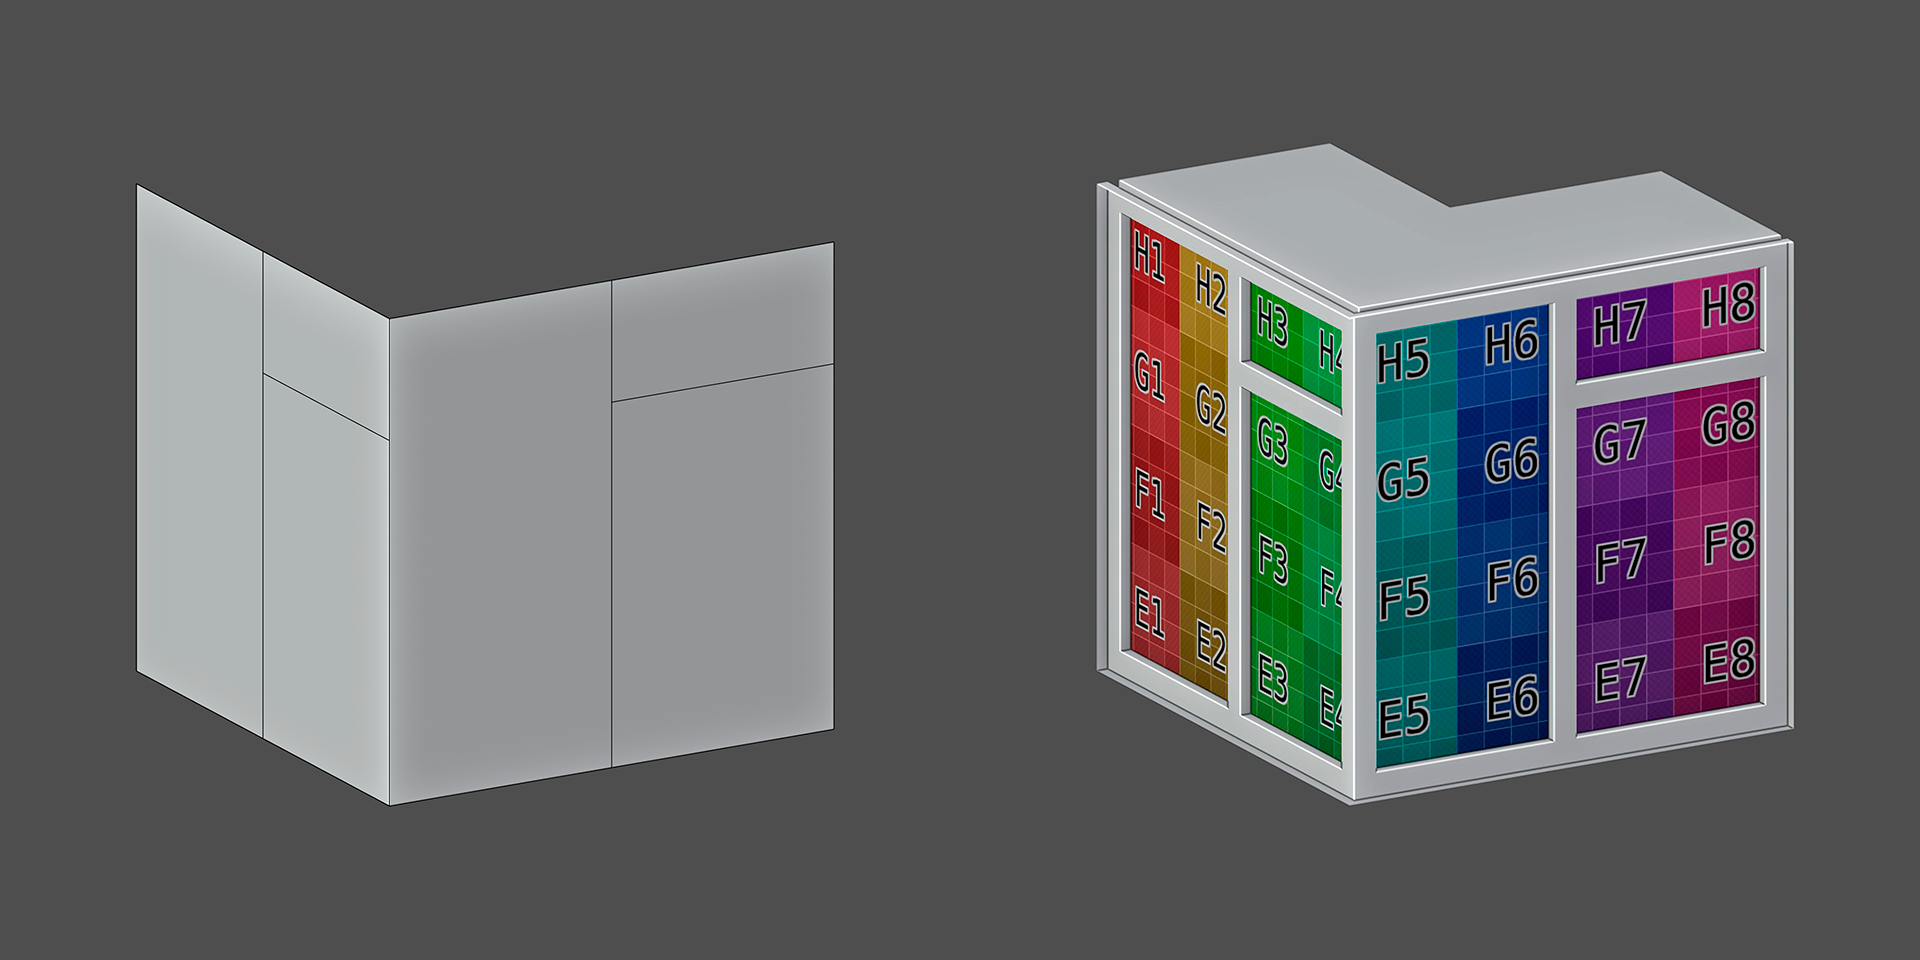 H1 H2 H3 H4 H5 H6 H7 H8
G1 G2 G3 G4 G5 G6 G7 G8
F1 F2 F3 F4 F5 F6 F7 F8
E1 E2 E3 E4 E5 E6 E7 E8